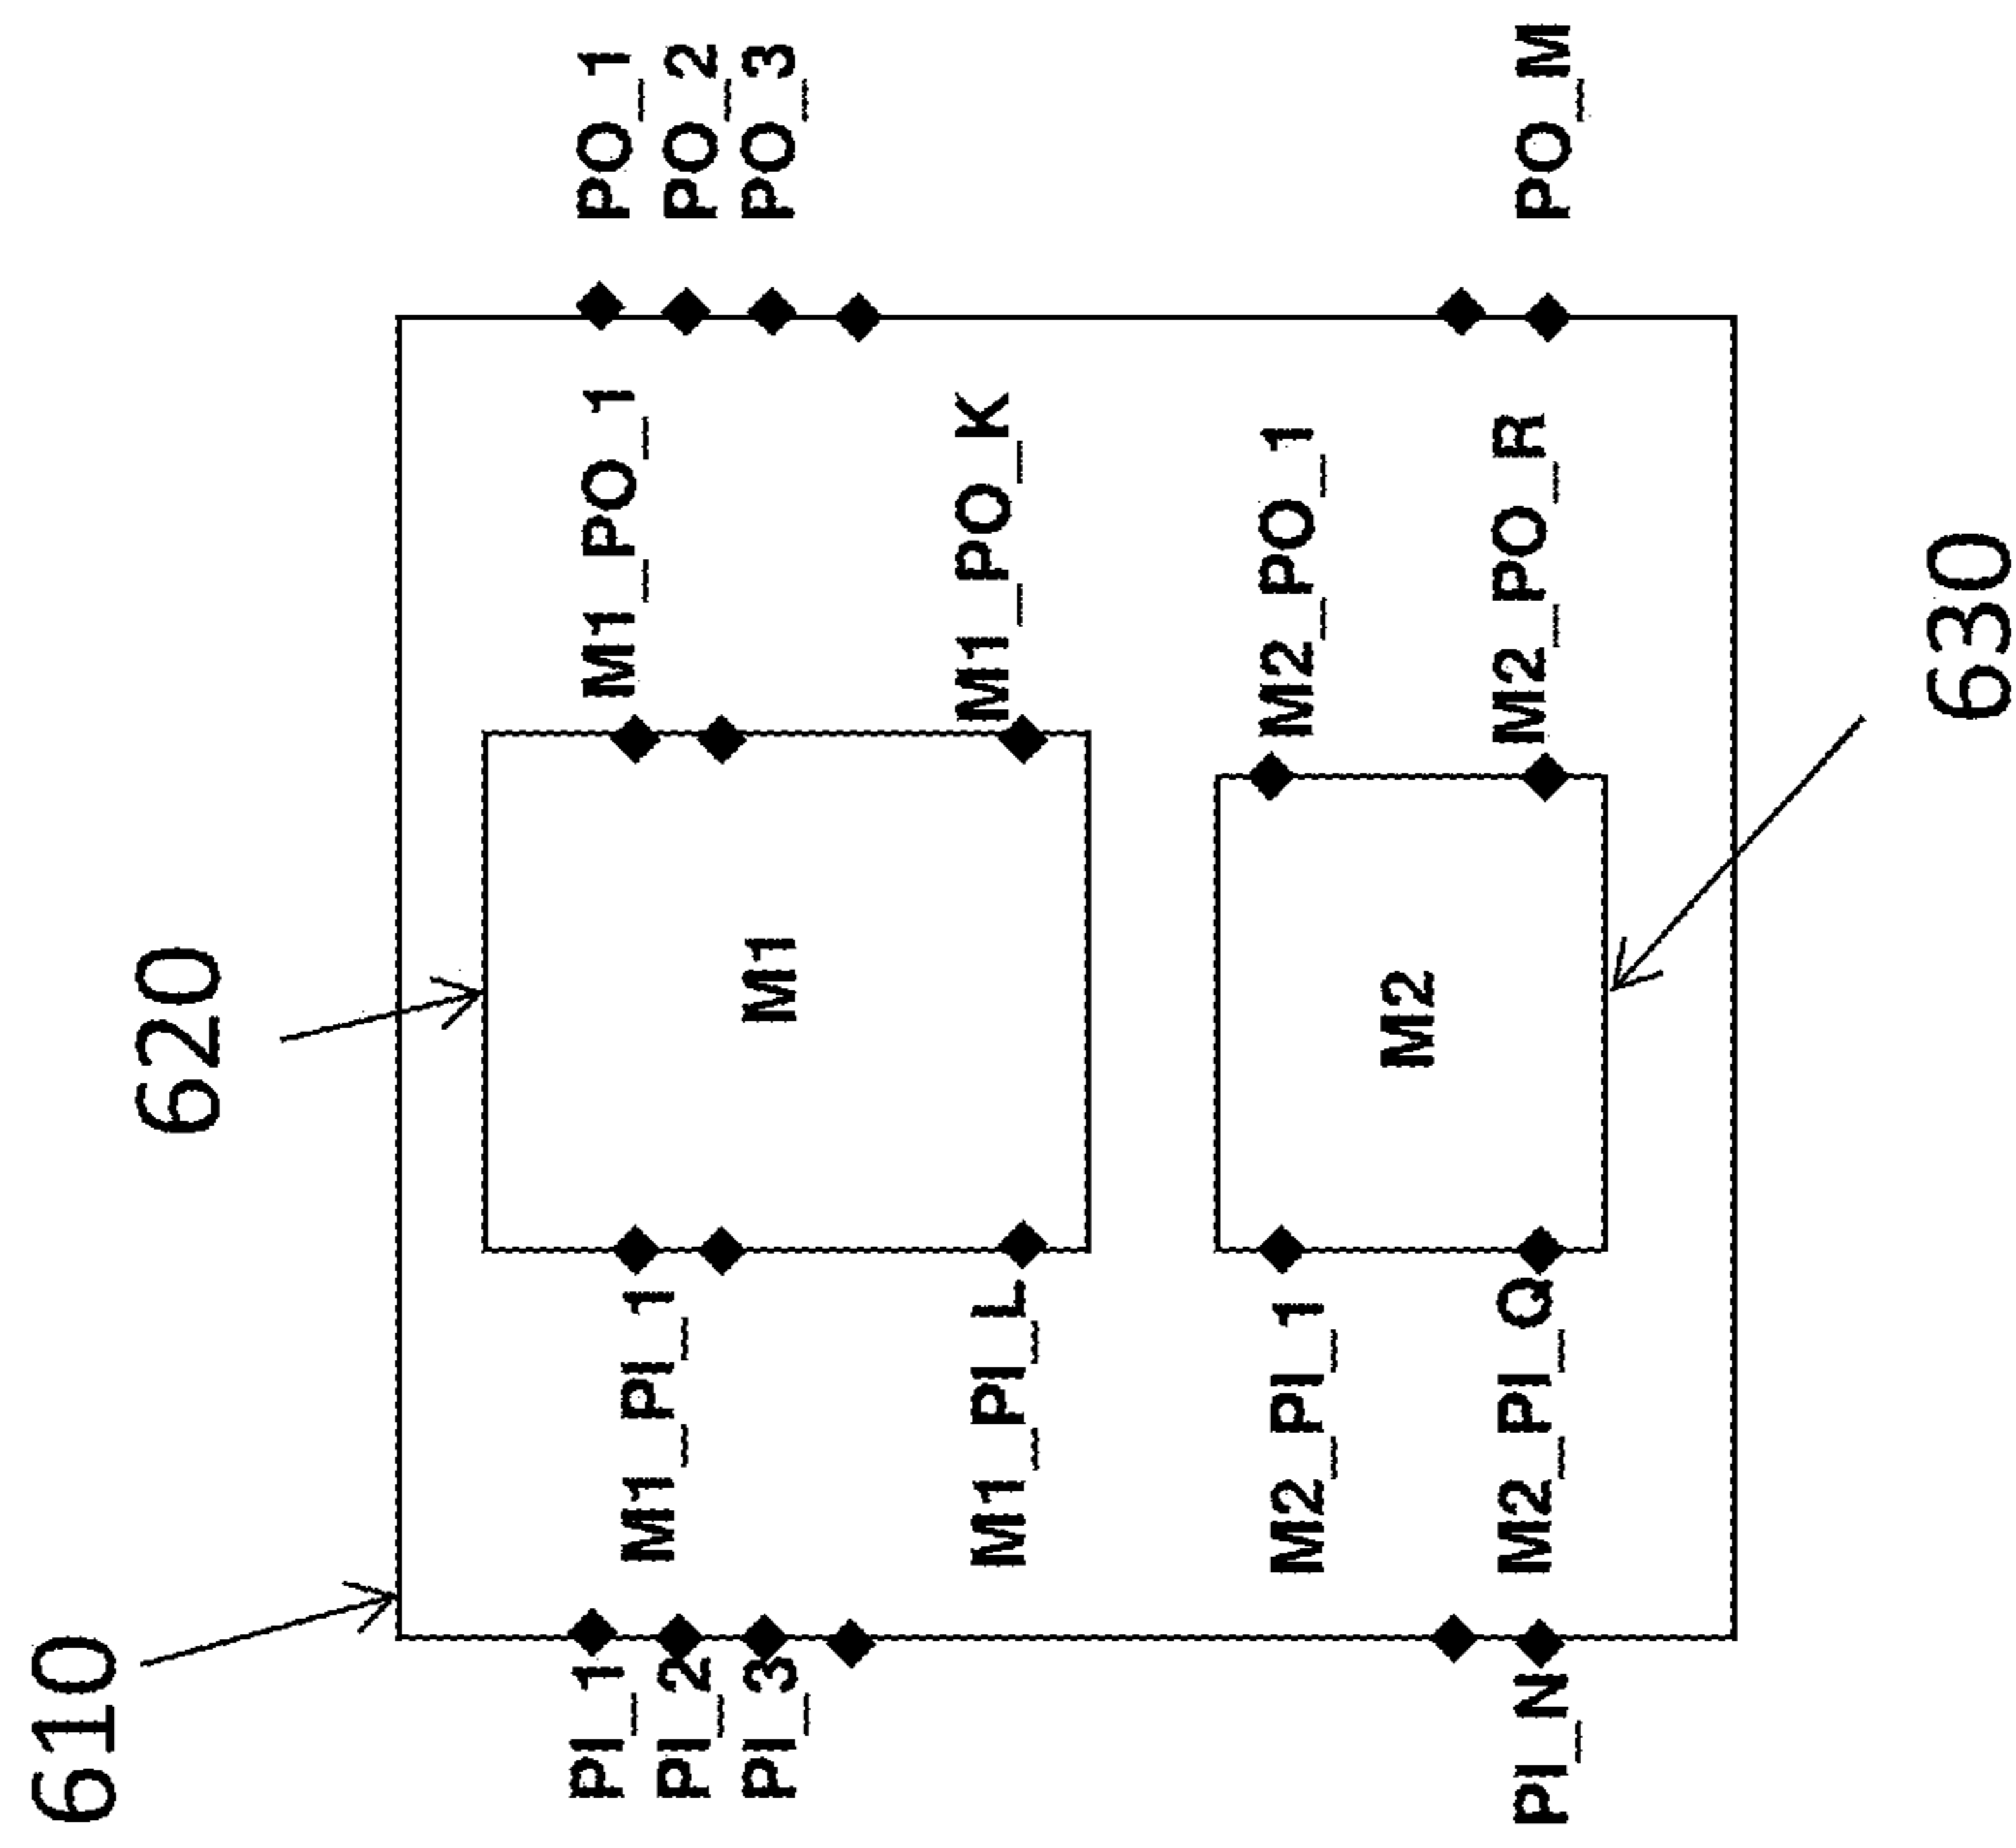 610
620
PI_1
M1_PI_1
M1_PO_1
PO_1
PI_2
PO_2
PI_3
M1
PO_3
M1_PI_L
M1_PO_K
M2_PI_1
M2_PO_1
M2
M2_PI_Q
M2_PO_R
PI_N
PO_M
630